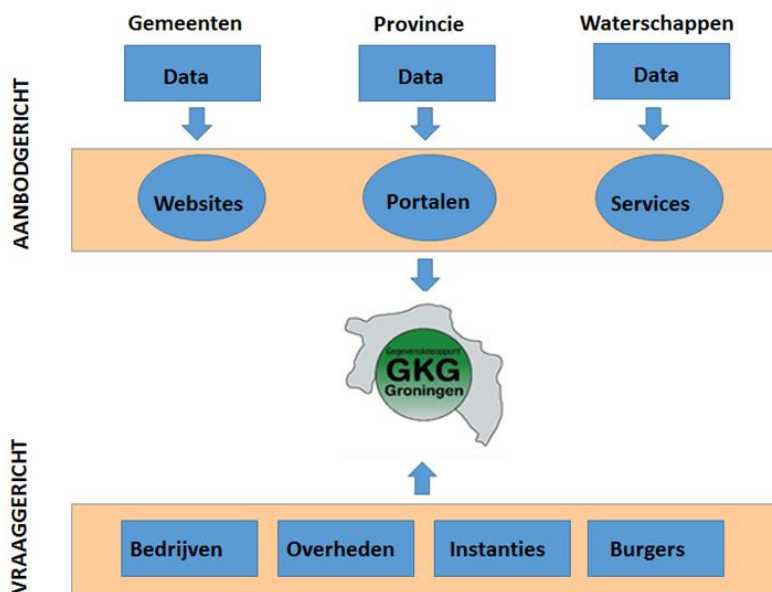 Gemeenten Provincie Waterschappen
Data Data Data
AANBODGERICHT
Websites Portalen Services
Gegevensknooppunt
GKG
Groningen
VRAAGGERICHT
Bedrijven Overheden Instanties Burgers